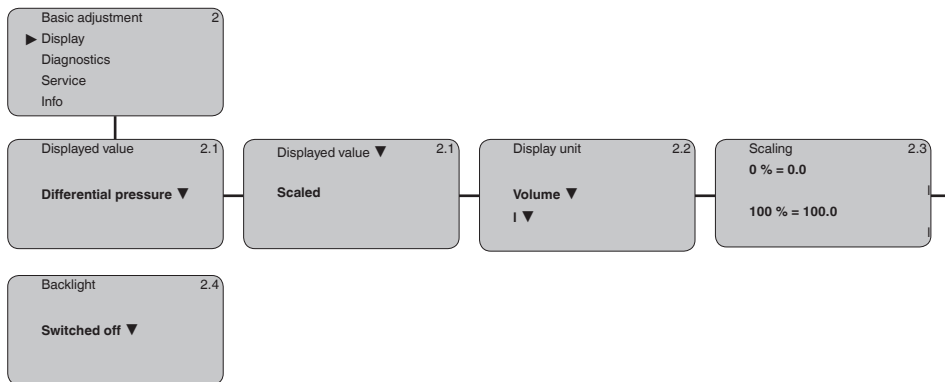 Basic adjustment 2
▶ Display
Diagnostics
Service
Info
Displayed value 2.1
Differential pressure ▼
Displayed value ▼ 2.1
Scaled
Display unit 2.2
Volume ▼
l ▼
Scaling 2.3
0 % = 0.0
l
100 % = 100.0
l
Backlight 2.4
Switched off ▼